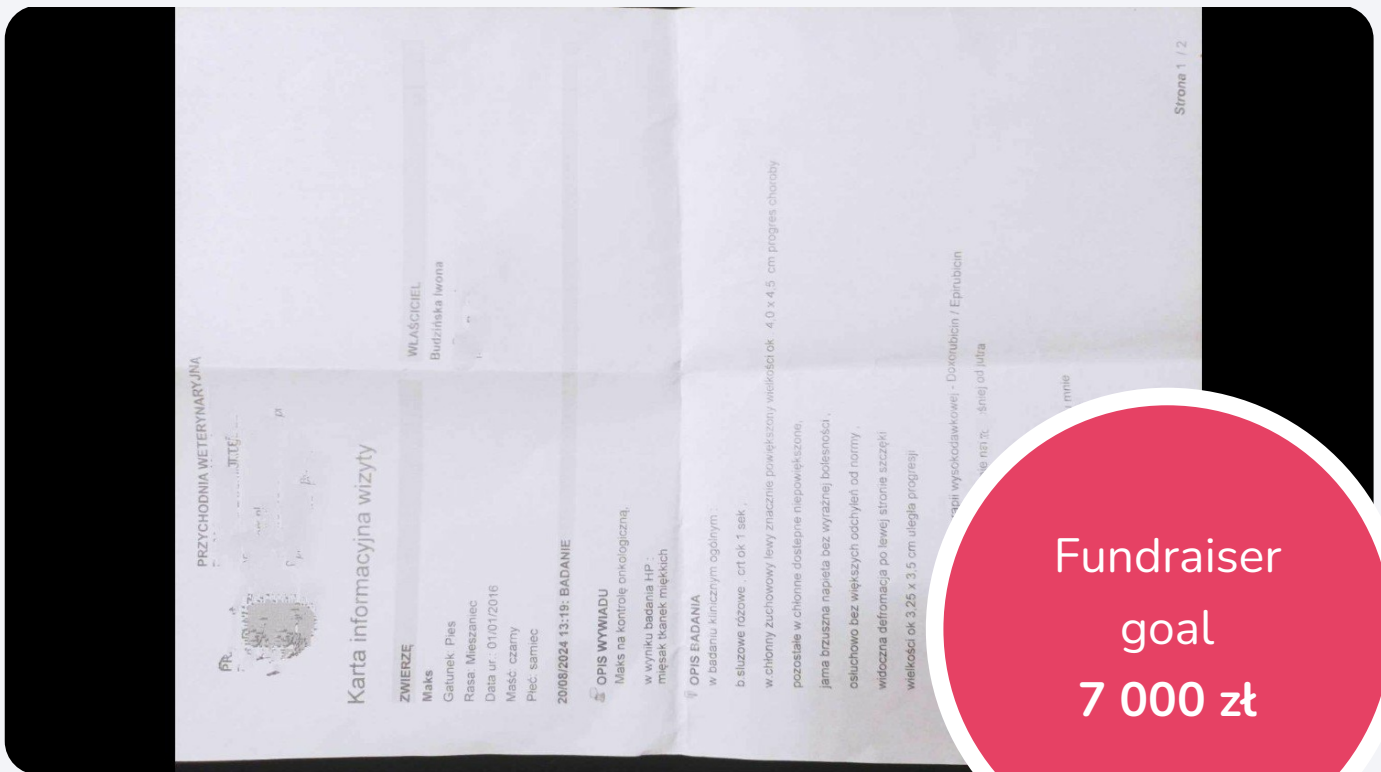 PRZYCHODNIA WETERYNARYJNA
Karta informacyjna wizyty
ZWIERZĘ
Maks
Gatunek: Pies
Rasa: Mieszaniec
Data ur.: 01/01/2016
Maść: czarny
Płeć: samiec
WŁAŚCICIEL
Budzińska Iwona
20/08/2024 13:19: BADANIE
OPIS WYWIADU
Maks na kontrolę onkologiczną,
w wyniku badania HP :
mięsak tkanek miękkich
OPIS BADANIA
w badaniu klinicznym ogolnym :
b.sluzowe różowe , crt ok 1 sek ,
w.chłonny zuchowowy lewy znacznie powiększony wielkości ok 4,0 x 4,5 cm progres choroby
pozostałe w chłonne dostepne niepowiększone,
jama brzuszna napieta bez wyraźnej bolesności ,
osłuchowo bez większych odchyleń od normy ,
widoczna defromacja po lewej stronie szczęki
wielkości ok 3,25 x 3,5 cm uległa progresji
wysokodawkowej - Doxorubicin / Epirubicin
od jutra
mnie
Strona 1 / 2
Fundraiser
goal
7 000 zł